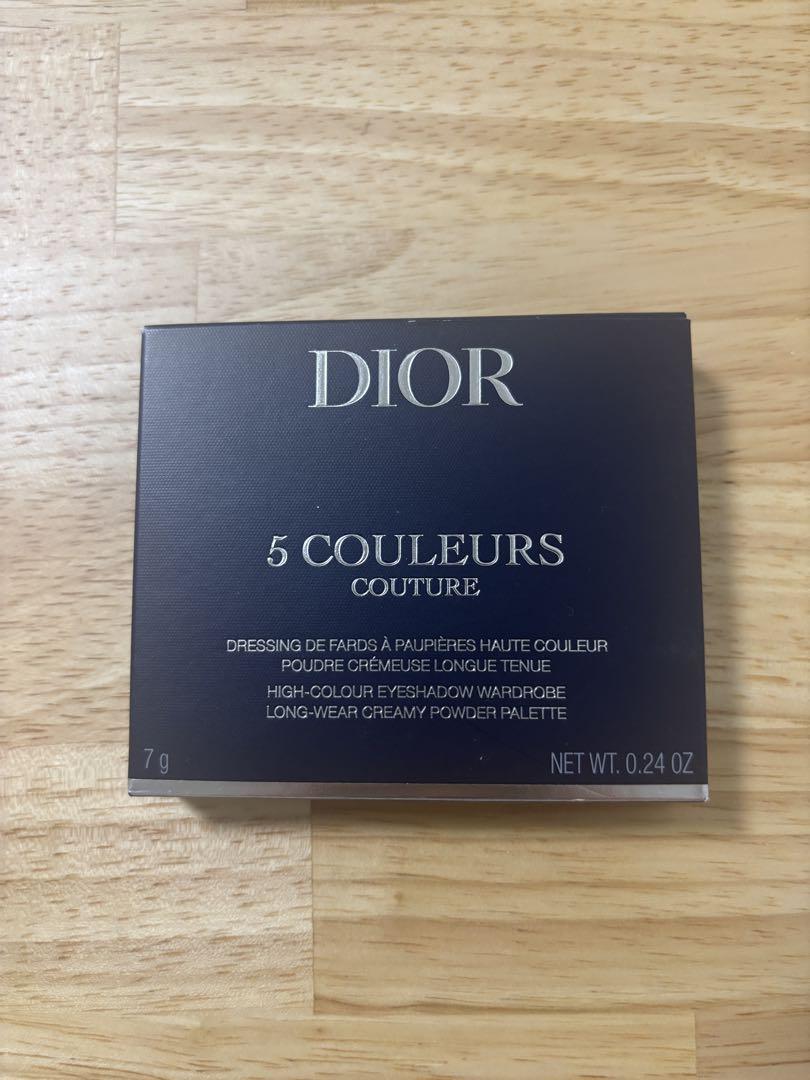 DIOR
5 COULEURS
COUTURE
DRESSING DE FARDS À PAUPIÈRES HAUTE COULEUR
POUDRE CRÉMEUSE LONGUE TENUE
HIGH-COLOUR EYESHADOW WARDROBE
LONG-WEAR CREAMY POWDER PALETTE
7 g
NET WT. 0.24 OZ